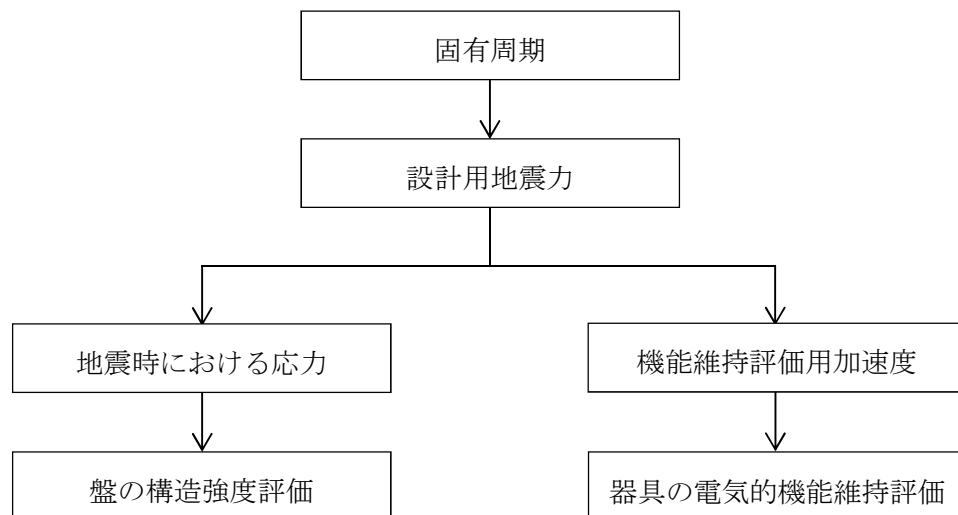 固有周期
設計用地震力
地震時における応力
機能維持評価用加速度
盤の構造強度評価
器具の電気的機能維持評価